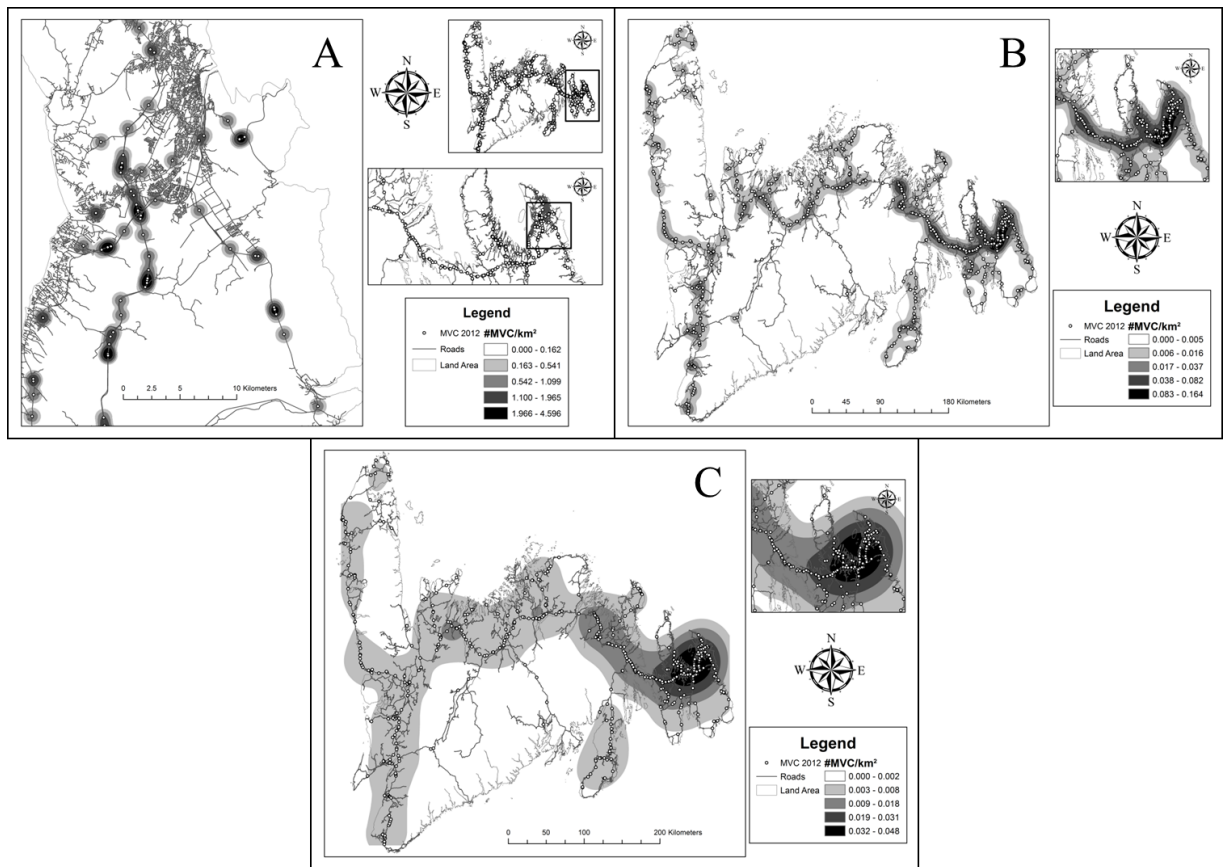 A
N
W E
S
N
W E
S
N
W E
S
Legend
MVC 2012 #MVC/km²
Roads 0.000 - 0.162
Land Area 0.163 - 0.541
0.542 - 1.099
1.100 - 1.965
1.966 - 4.596
0 2.5 5 10 Kilometers
B
N
W E
S
N
W E
S
Legend
MVC 2012 #MVC/km²
Roads 0.000 - 0.005
Land Area 0.006 - 0.016
0.017 - 0.037
0.038 - 0.082
0.083 - 0.164
0 45 90 180 Kilometers
C
N
W E
S
N
W E
S
Legend
MVC 2012 #MVC/km²
Roads 0.000 - 0.002
Land Area 0.003 - 0.008
0.009 - 0.018
0.019 - 0.031
0.032 - 0.048
0 50 100 200 Kilometers